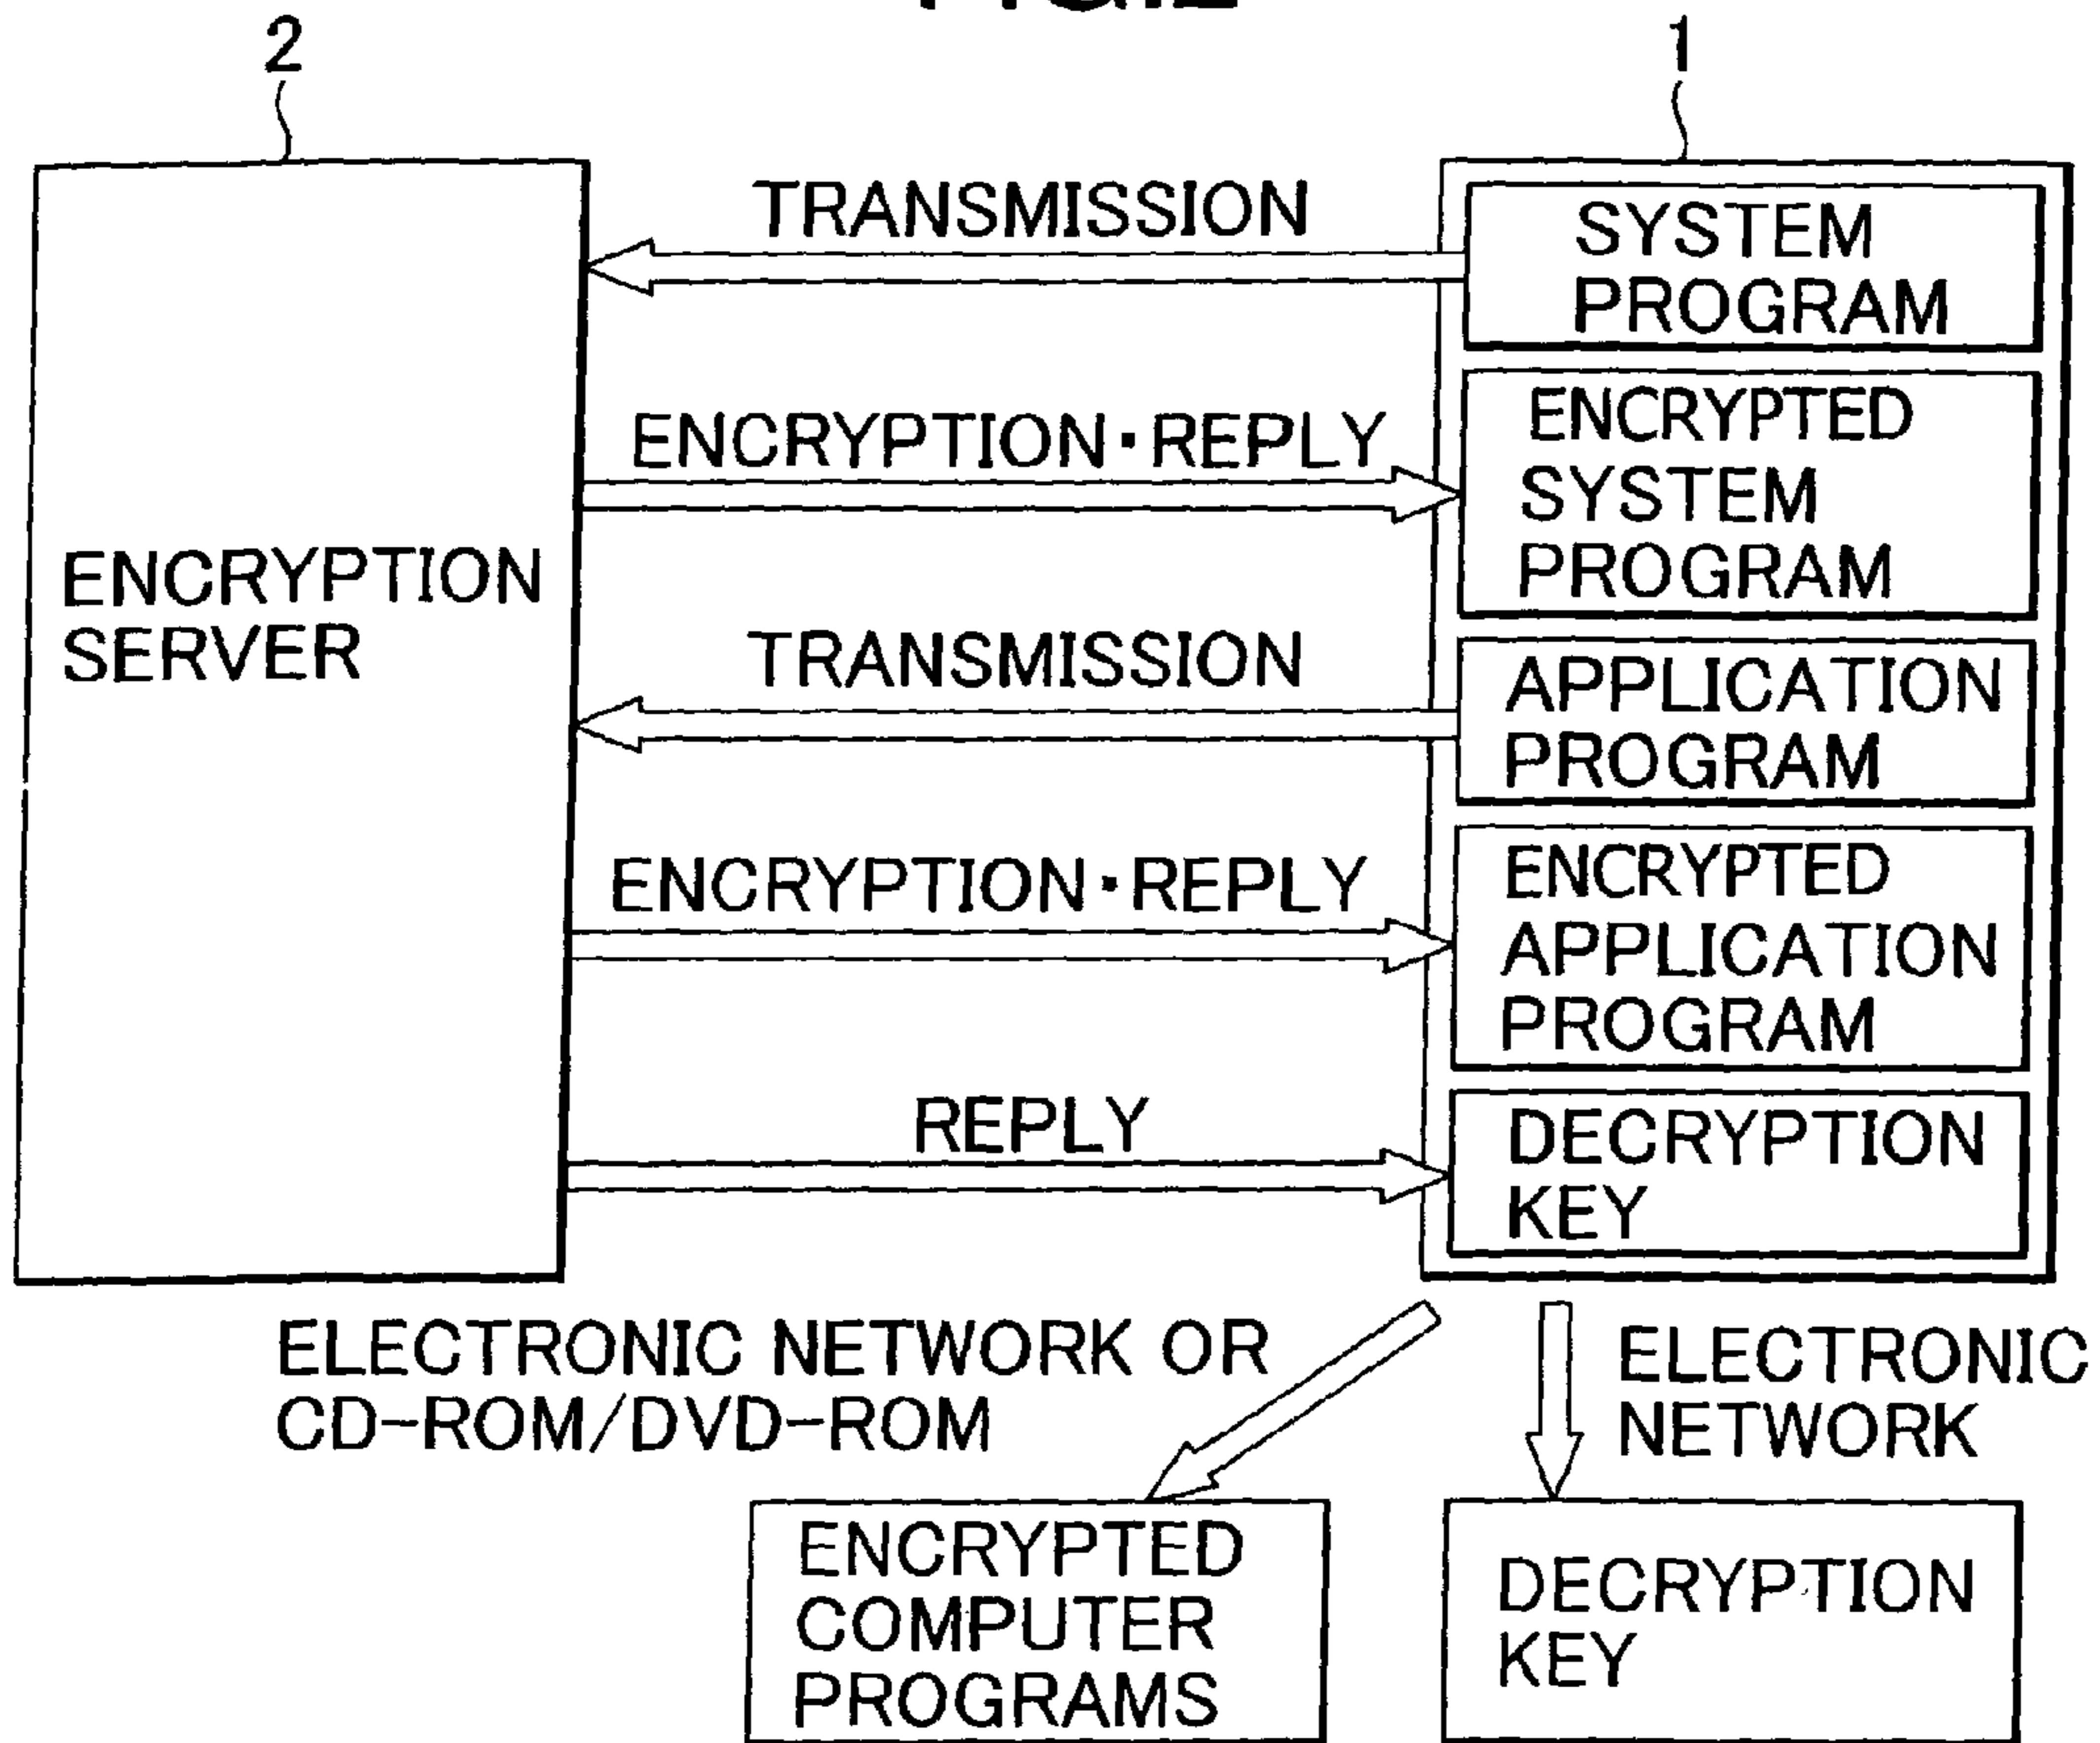 2
1
TRANSMISSION
SYSTEM
PROGRAM
ENCRYPTION・REPLY
ENCRYPTED
SYSTEM
PROGRAM
ENCRYPTION
SERVER
TRANSMISSION
APPLICATION
PROGRAM
ENCRYPTION・REPLY
ENCRYPTED
APPLICATION
PROGRAM
REPLY
DECRYPTION
KEY
ELECTRONIC NETWORK OR
CD-ROM/DVD-ROM
ELECTRONIC
NETWORK
ENCRYPTED
COMPUTER
PROGRAMS
DECRYPTION
KEY